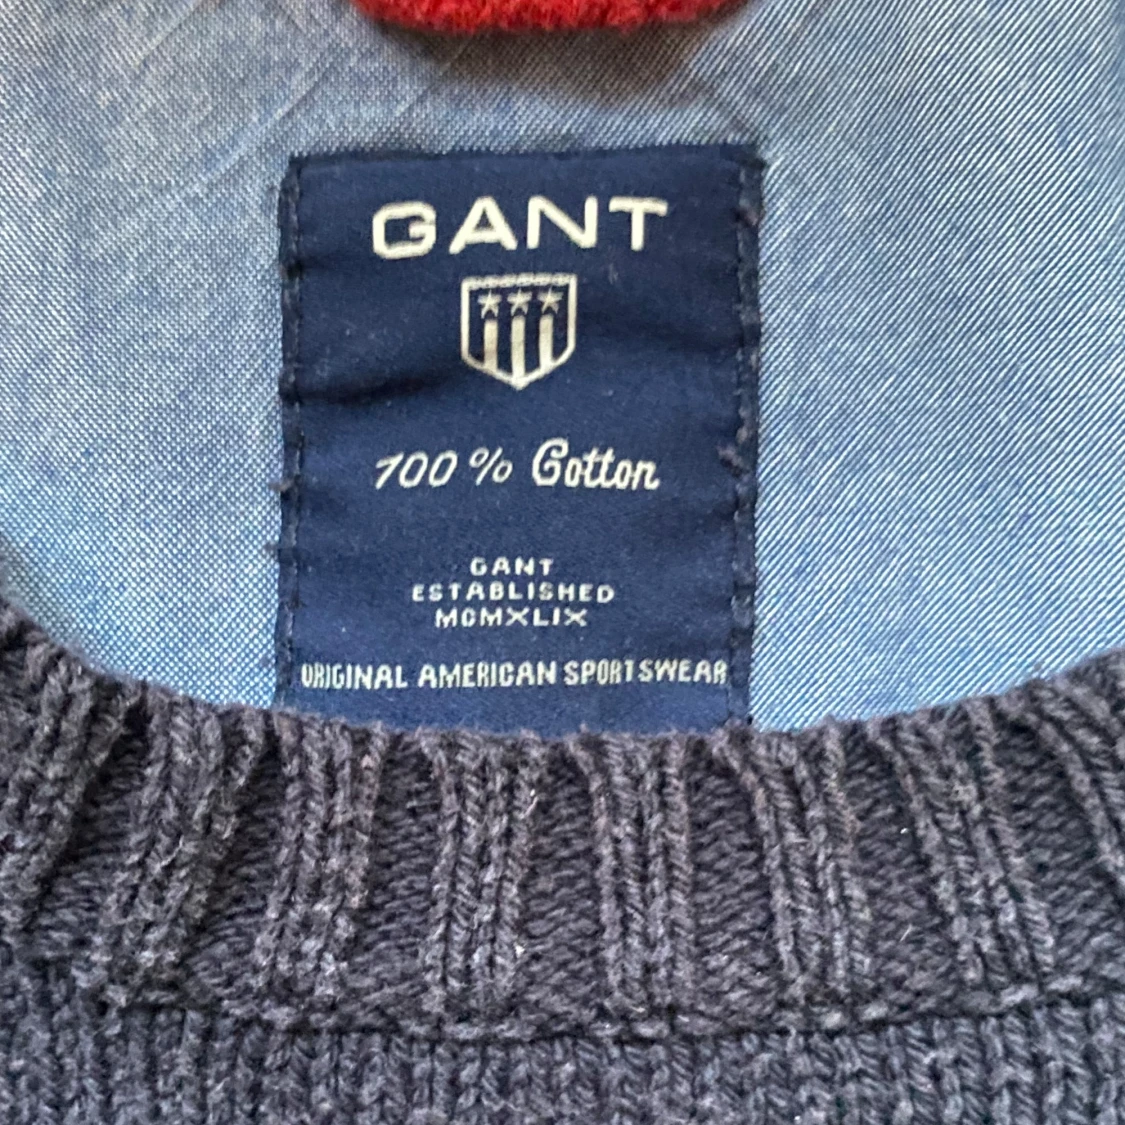 GANT
100% Cotton
GANT
ESTABLISHED
MCMXLIX
ORIGINAL AMERICAN SPORTSWEAR